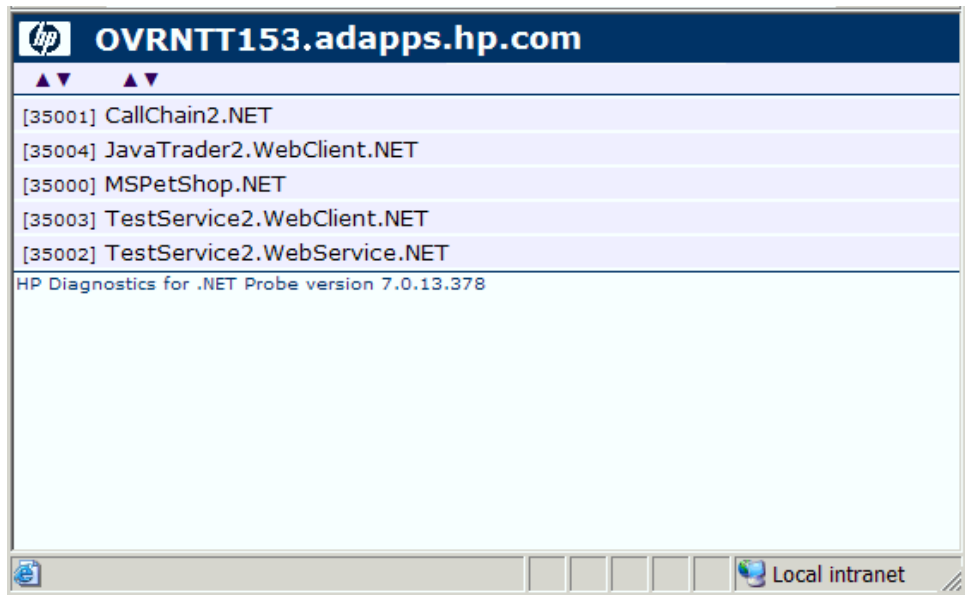 hp OVRNTT153.adapps.hp.com
▲▼ ▲▼
[35001] CallChain2.NET
[35004] JavaTrader2.WebClient.NET
[35000] MSPetShop.NET
[35003] TestService2.WebClient.NET
[35002] TestService2.WebService.NET
HP Diagnostics for .NET Probe version 7.0.13.378
Local intranet